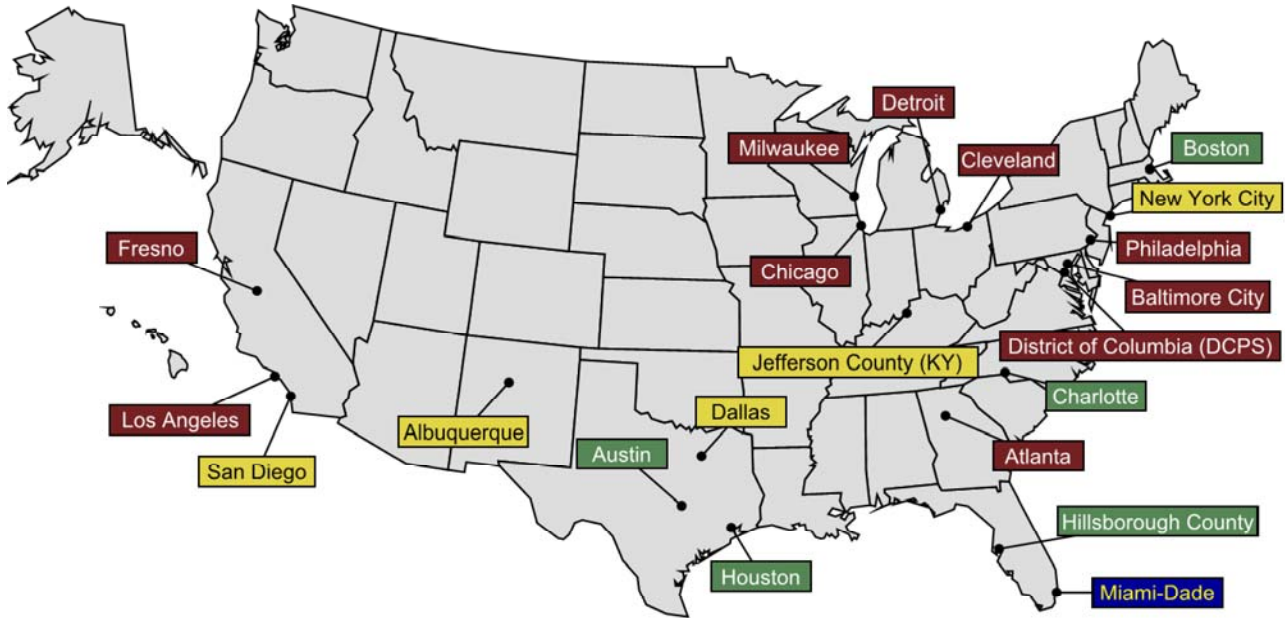 Detroit
Milwaukee
Cleveland
Boston
New York City
Fresno
Chicago
Philadelphia
Baltimore City
District of Columbia (DCPS)
Jefferson County (KY)
Charlotte
Los Angeles
Albuquerque
Dallas
Austin
Atlanta
San Diego
Hillsborough County
Houston
Miami-Dade